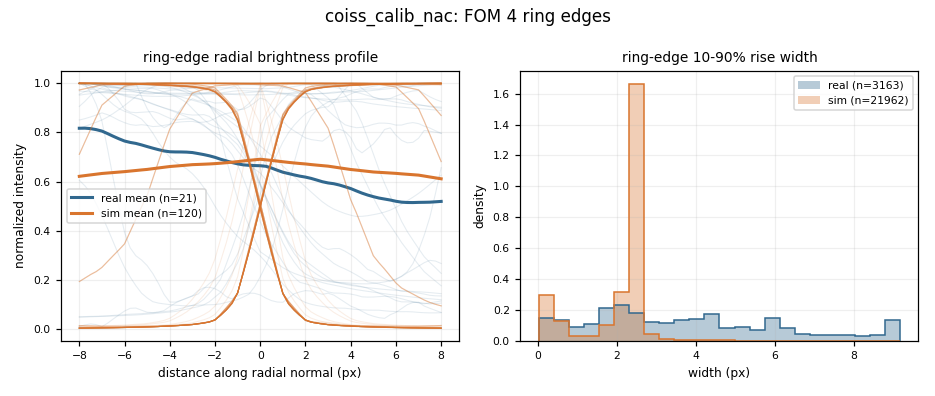 coiss_calib_nac: FOM 4 ring edges
ring-edge radial brightness profile
normalized intensity
1.0
0.8
0.6
0.4
0.2
0.0
real mean (n=21)
sim mean (n=120)
−8
−6
−4
−2
0
2
4
6
8
distance along radial normal (px)
ring-edge 10-90% rise width
density
1.6
1.4
1.2
1.0
0.8
0.6
0.4
0.2
0.0
real (n=3163)
sim (n=21962)
0
2
4
6
8
width (px)